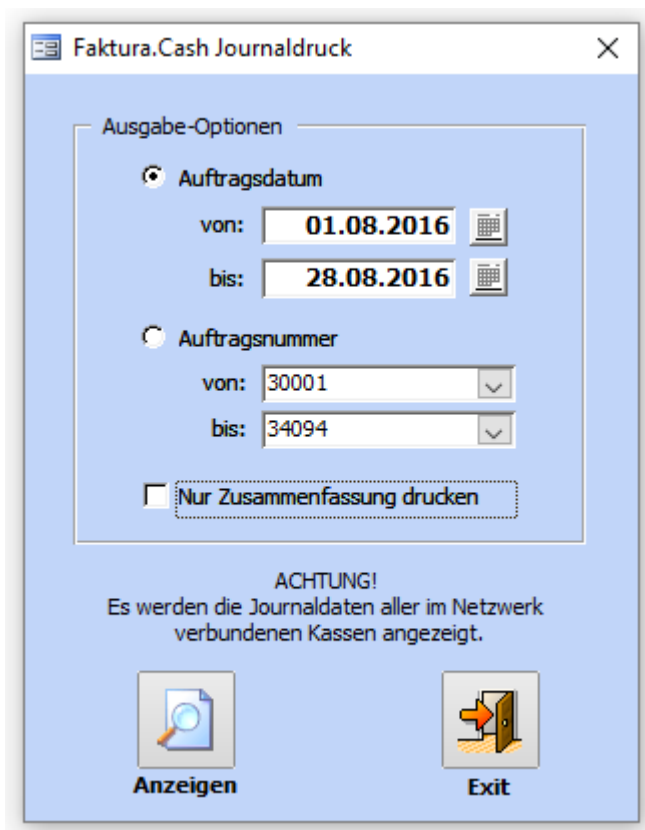 Faktura.Cash Journaldruck
Ausgabe-Optionen
Auftragsdatum
von: 01.08.2016
bis: 28.08.2016
Auftragsnummer
von: 30001
bis: 34094
Nur Zusammenfassung drucken
ACHTUNG!
Es werden die Journaldaten aller im Netzwerk
verbundenen Kassen angezeigt.
Anzeigen Exit